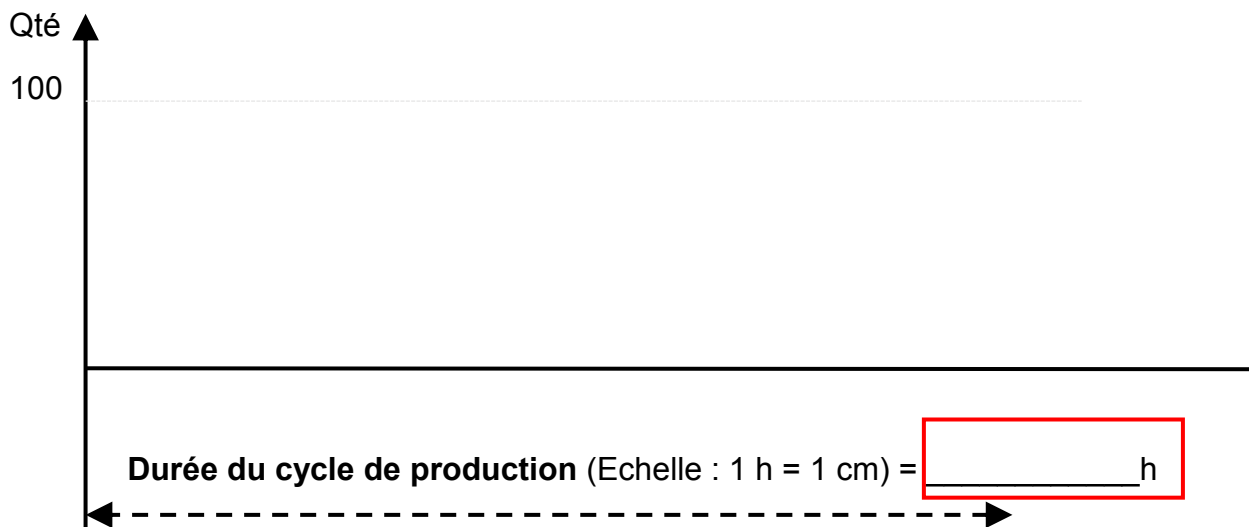 Qté
100
Durée du cycle de production (Echelle : 1 h = 1 cm) = ____________h